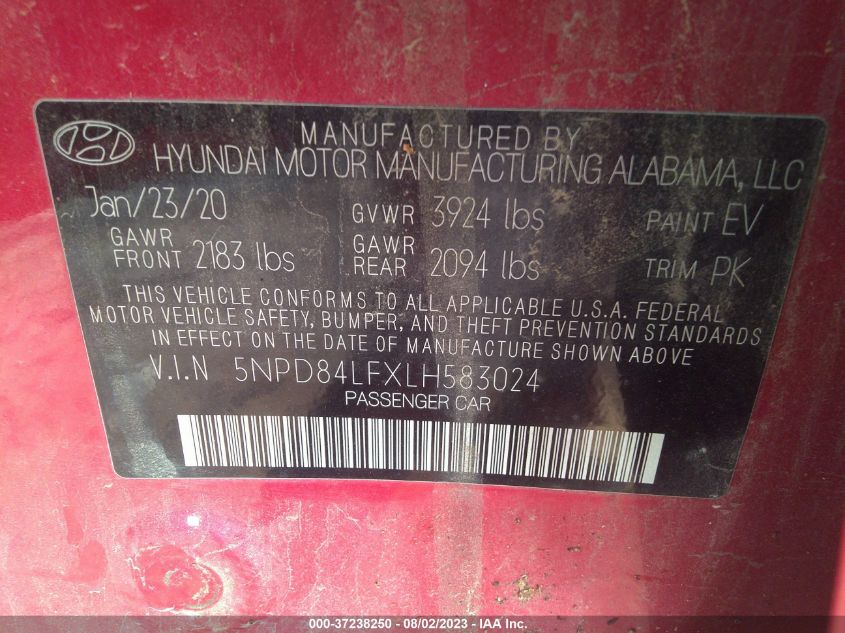 MANUFACTURED BY
HYUNDAI MOTOR MANUFACTURING ALABAMA, LLC
Jan/23/20 GVWR 3924 lbs PAINT EV
GAWR FRONT 2183 lbs GAWR REAR 2094 lbs TRIM PK
THIS VEHICLE CONFORMS TO ALL APPLICABLE U.S.A. FEDERAL
MOTOR VEHICLE SAFETY, BUMPER, AND THEFT PREVENTION STANDARDS
IN EFFECT ON THE DATE OF MANUFACTURE SHOWN ABOVE
V.I.N 5NPD84LFXLH583024
PASSENGER CAR
000-37238250 - 08/02/2023 - IAA Inc.